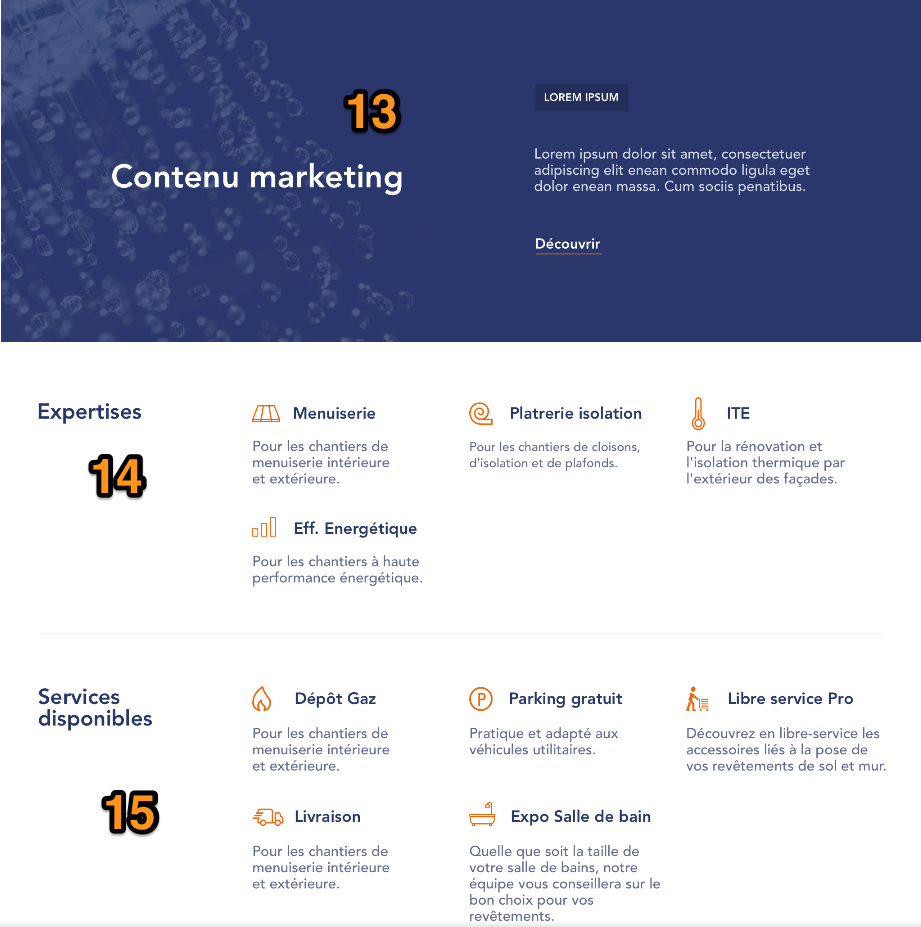 13
Contenu marketing
LOREM IPSUM
Lorem ipsum dolor sit amet, consectetuer
adipiscing elit enean commodo ligula eget
dolor enean massa. Cum sociis penatibus.
Découvrir
Expertises
14
Menuiserie
Pour les chantiers de
menuiserie intérieure
et extérieure.
Platrerie isolation
Pour les chantiers de cloisons,
d'isolation et de plafonds.
ITE
Pour la rénovation et
l'isolation thermique par
l'extérieur des façades.
Eff. Energétique
Pour les chantiers à haute
performance énergétique.
Services
disponibles
15
Dépôt Gaz
Pour les chantiers de
menuiserie intérieure
et extérieure.
P
Parking gratuit
Pratique et adapté aux
véhicules utilitaires.
Libre service Pro
Découvrez en libre-service les
accessoires liés à la pose de
vos revêtements de sol et mur.
Livraison
Pour les chantiers de
menuiserie intérieure
et extérieure.
Expo Salle de bain
Quelle que soit la taille de
votre salle de bains, notre
équipe vous conseillera sur le
bon choix pour vos
revêtements.